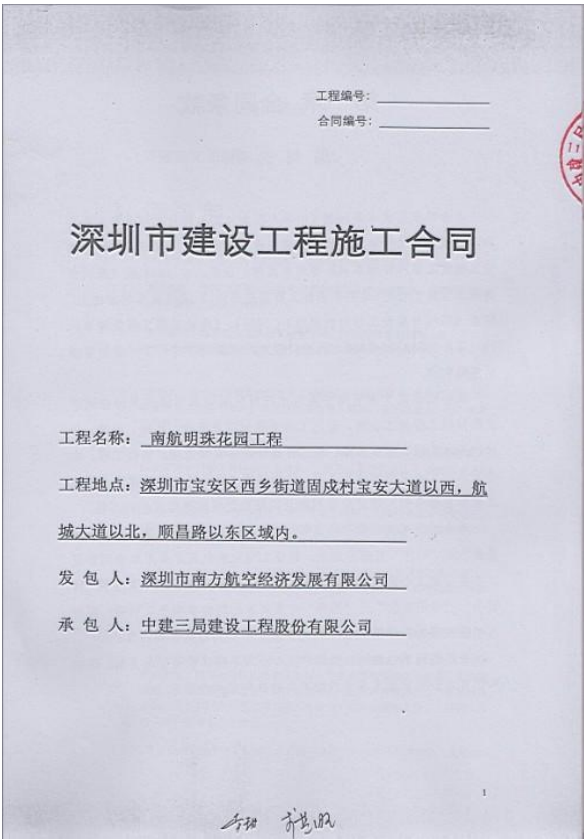 工程编号：
合同编号：
深圳市建设工程施工合同
工程名称： 南航明珠花园工程
工程地点：深圳市宝安区西乡街道固戍村宝安大道以西，航
城大道以北，顺昌路以东区域内。
发 包 人：深圳市南方航空经济发展有限公司
承 包 人：中建三局建设工程股份有限公司
1